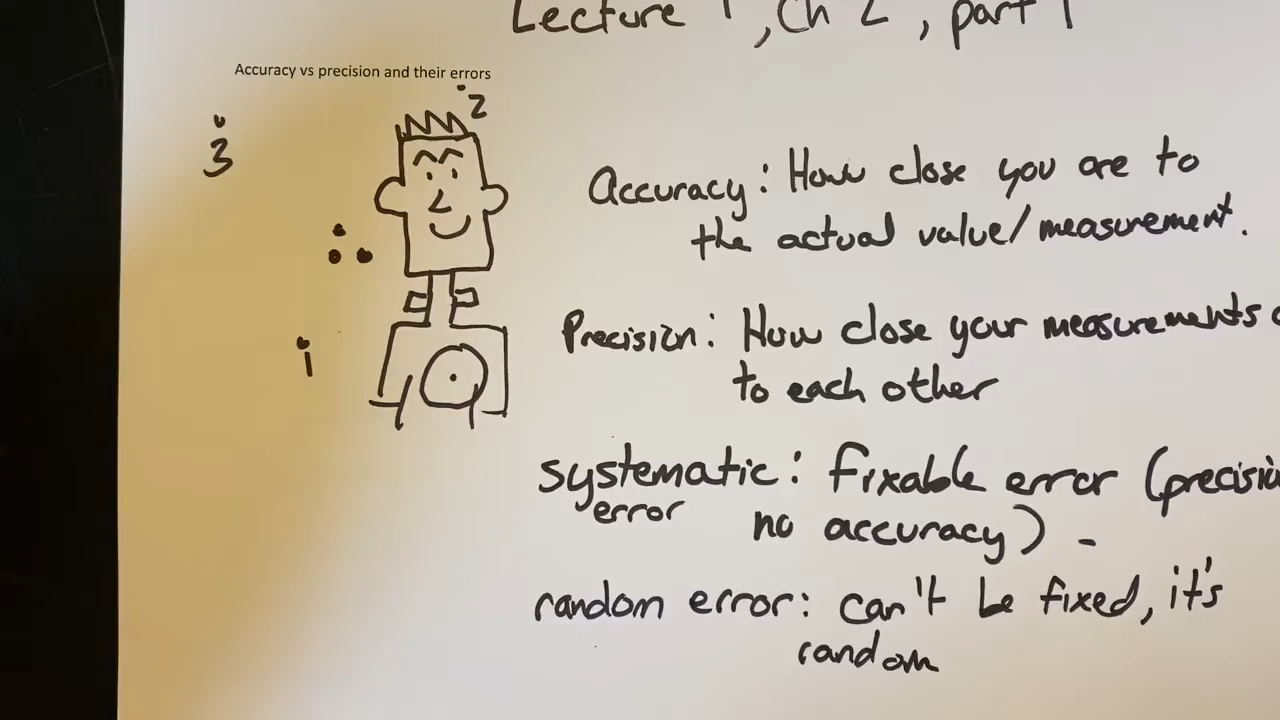 Lecture 1, Ch 2, part 1
Accuracy vs precision and their errors
2
3
Accuracy: How close you are to
the actual value/measurement.
Precision: How close your measurements
to each other
1
systematic: fixable error (precision
error no accuracy) -
random error: can't be fixed, it's
random